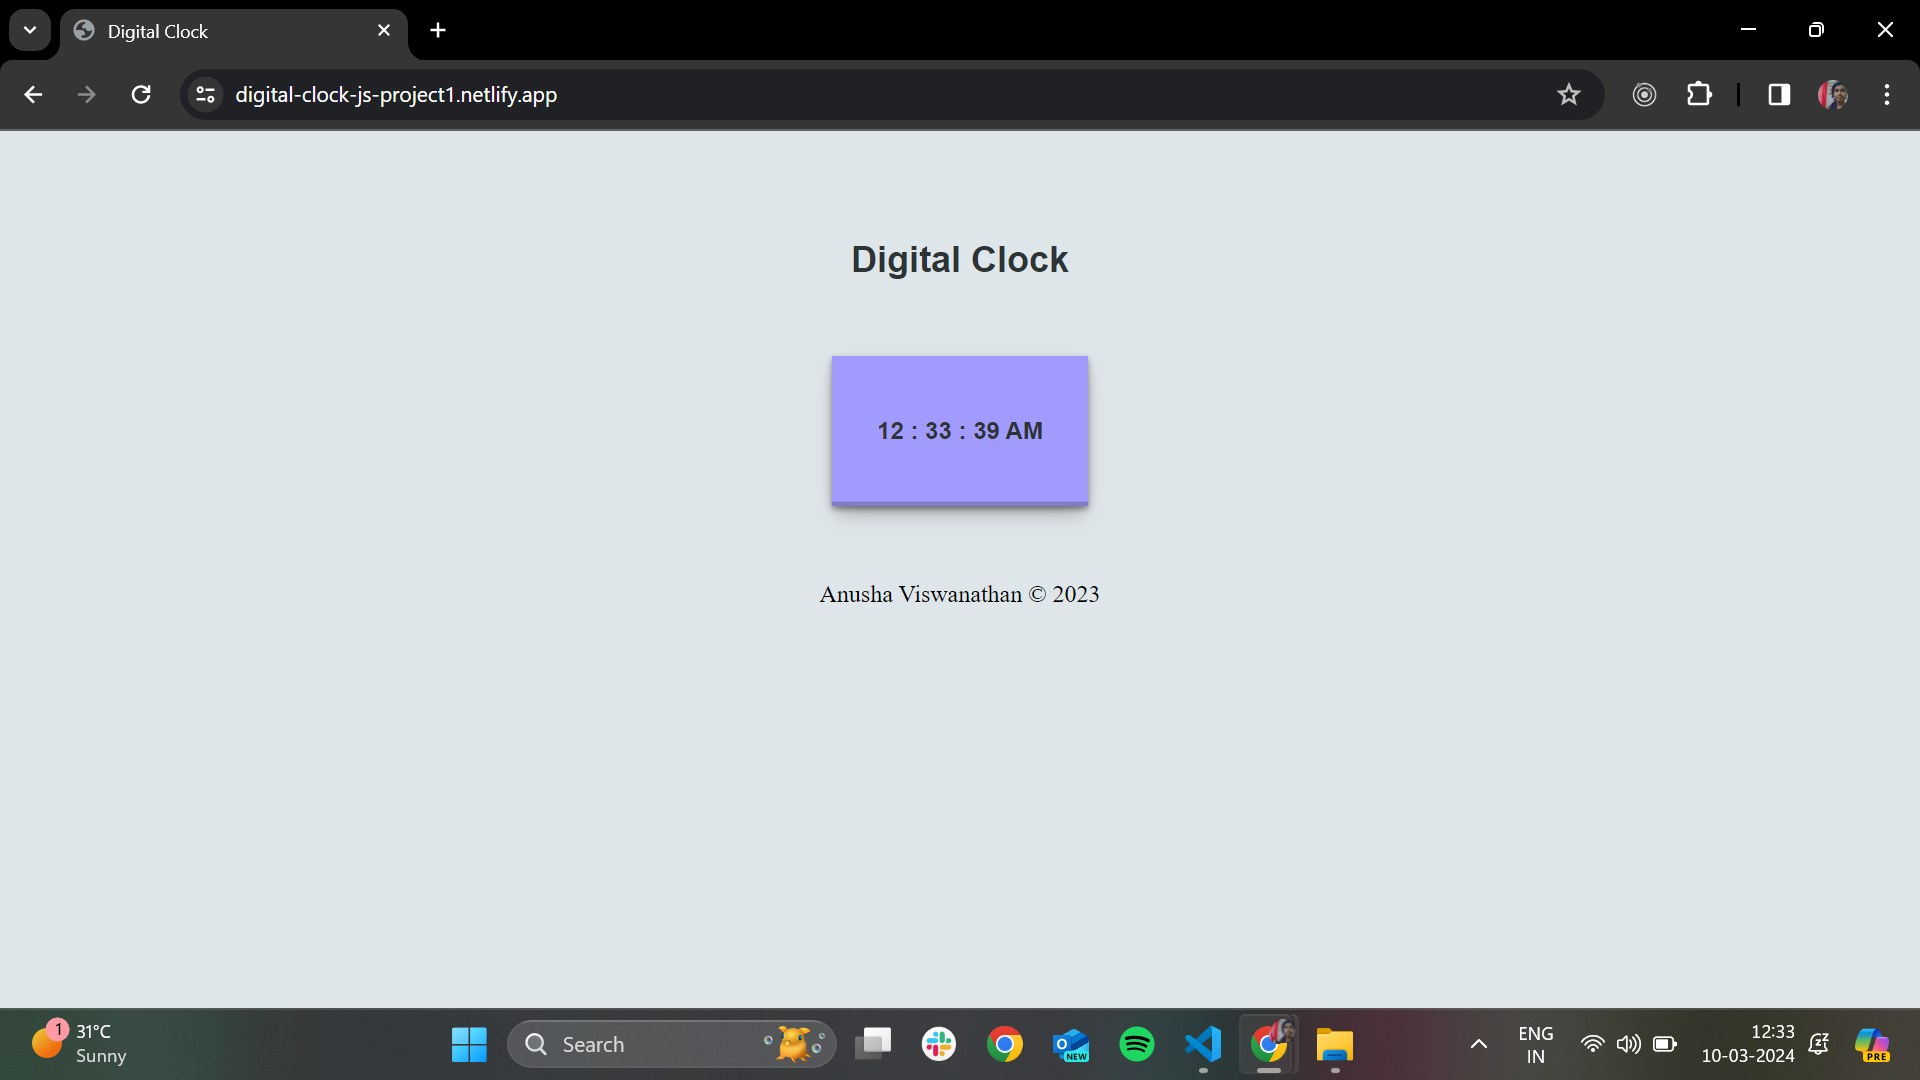 Digital Clock
digital-clock-js-project1.netlify.app
Digital Clock
12 : 33 : 39 AM
Anusha Viswanathan © 2023
1
31°C
Sunny
Search
NEW
ENG
IN
12:33
10-03-2024
PRE